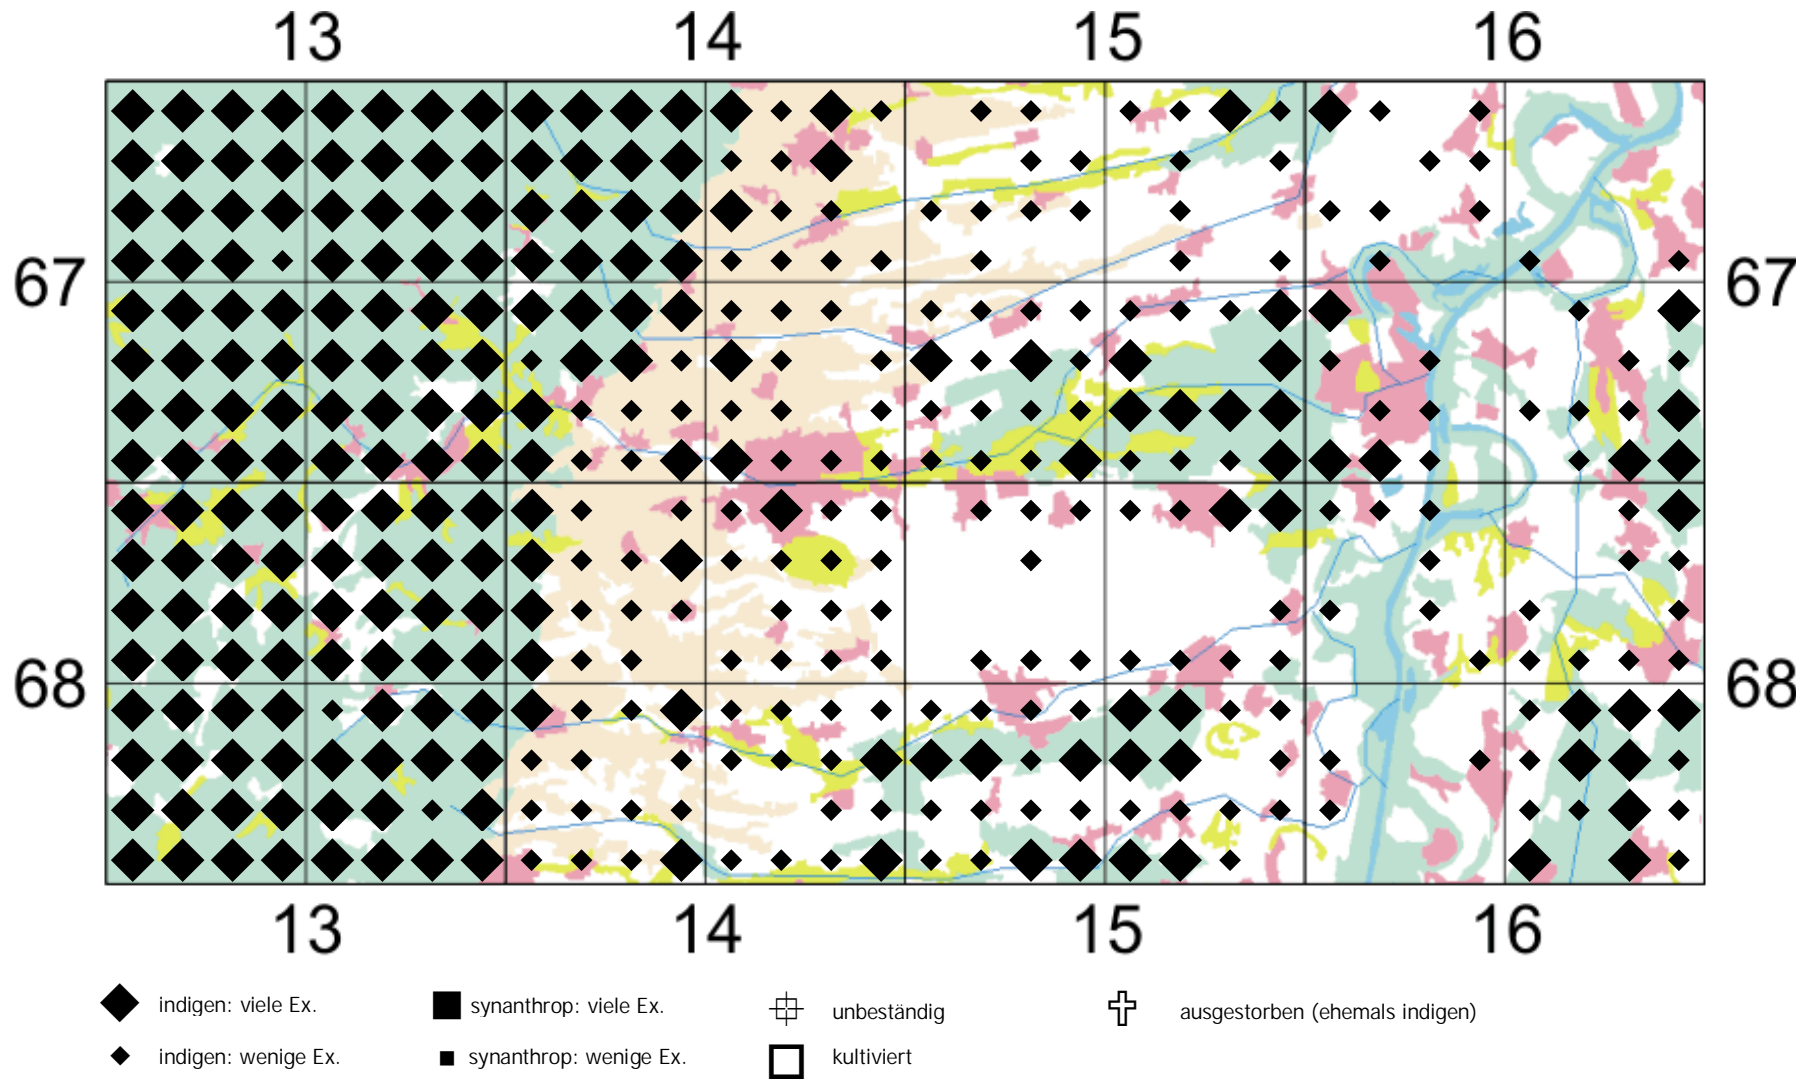 13 14 15 16
67 67
68 68
13 14 15 16
indigen: viele Ex. synanthrop: viele Ex. unbeständig ausgestorben (ehemals indigen)
indigen: wenige Ex. synanthrop: wenige Ex. kultiviert